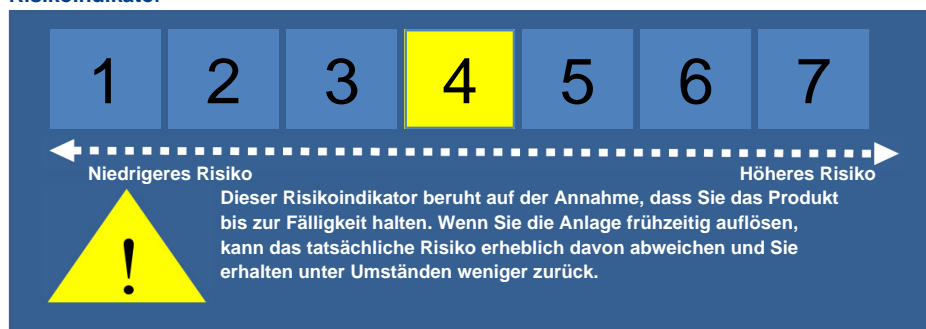 Risikoindikator
1 2 3 4 5 6 7
Niedrigeres Risiko Höheres Risiko
Dieser Risikoindikator beruht auf der Annahme, dass Sie das Produkt
bis zur Fälligkeit halten. Wenn Sie die Anlage frühzeitig auflösen,
kann das tatsächliche Risiko erheblich davon abweichen und Sie
erhalten unter Umständen weniger zurück.
!